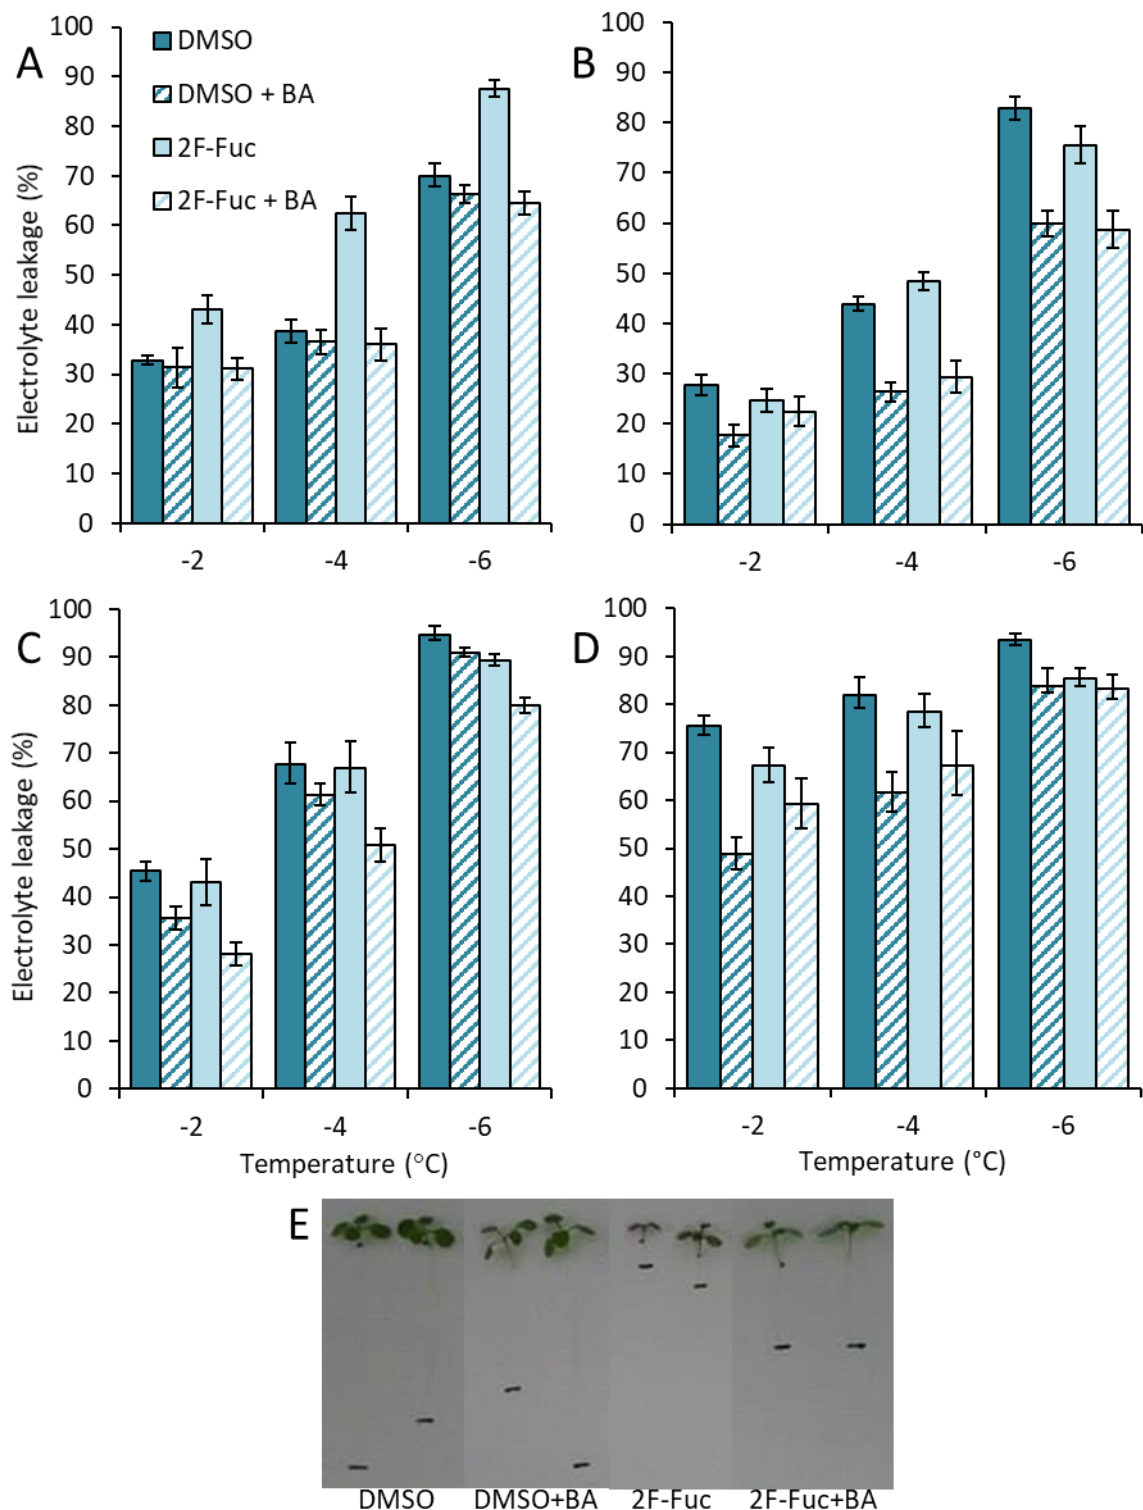 A
DMSO
DMSO + BA
2F-Fuc
2F-Fuc + BA
Electrolyte leakage (%)
100
90
80
70
60
50
40
30
20
10
0
-2 -4 -6
B
100
90
80
70
60
50
40
30
20
10
0
-2 -4 -6
C
Electrolyte leakage (%)
100
90
80
70
60
50
40
30
20
10
0
-2 -4 -6
Temperature (°C)
D
100
90
80
70
60
50
40
30
20
10
0
-2 -4 -6
Temperature (°C)
E
DMSO DMSO+BA 2F-Fuc 2F-Fuc+BA